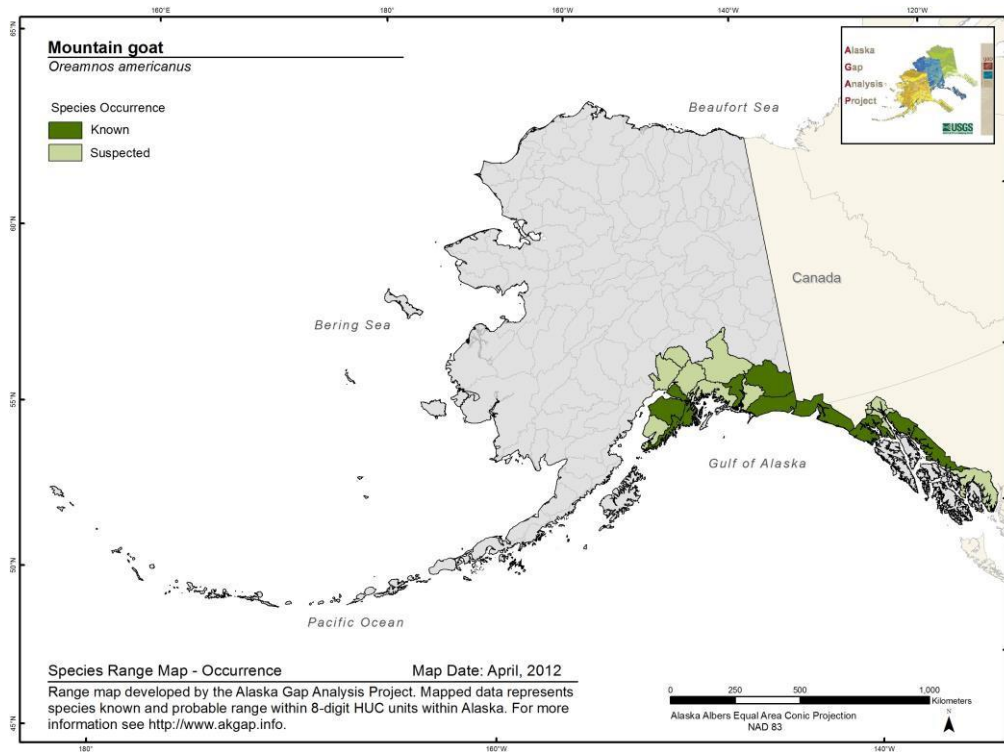 160°E
180°
160°W
140°W
120°W
65°N
Mountain goat
Oreamnos americanus
Species Occurrence
Known
Suspected
Alaska
Gap
Analysis
Project
USGS
Beaufort Sea
60°N
Canada
Bering Sea
55°N
Gulf of Alaska
50°N
Pacific Ocean
Species Range Map - Occurrence Map Date: April, 2012
Range map developed by the Alaska Gap Analysis Project. Mapped data represents
species known and probable range within 8-digit HUC units within Alaska. For more
information see http://www.akgap.info.
0 250 500 1,000
Kilometers
Alaska Albers Equal Area Conic Projection
NAD 83
N
45°N
180°
160°W
140°W